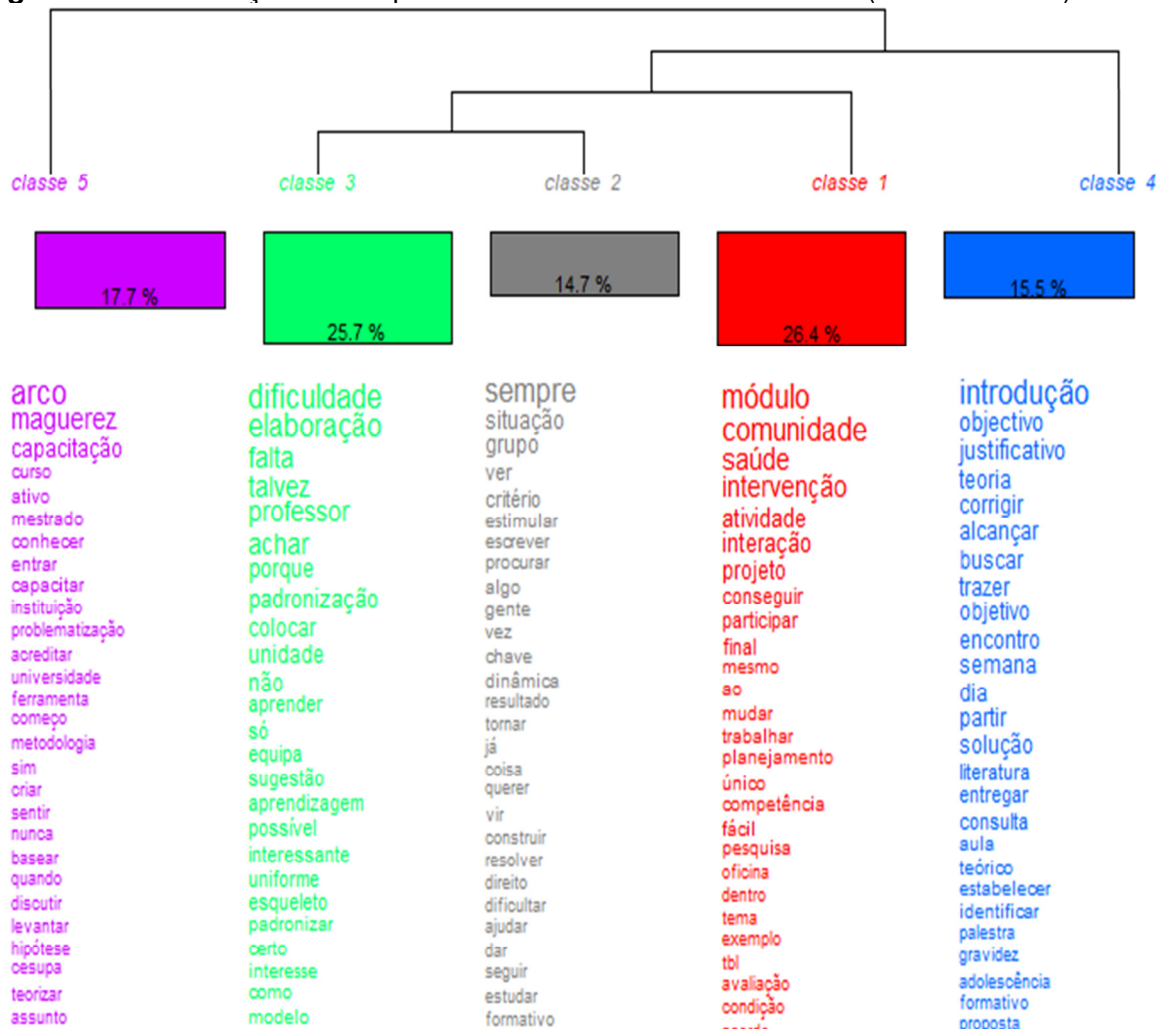 classe 5
classe 3
classe 2
classe 1
classe 4
17.7 %
25.7 %
14.7 %
26.4 %
15.5 %
arco
maguerez
capacitação
curso
ativo
mestrado
conhecer
entrar
capacitar
instituição
problematização
acreditar
universidade
ferramenta
começo
metodologia
sim
criar
sentir
nunca
basear
quando
discutir
levantar
hipótese
cesupa
teorizar
assunto
dificuldade
elaboração
falta
talvez
professor
achar
porque
padronização
colocar
unidade
não
aprender
só
equipa
sugestão
aprendizagem
possível
interessante
uniforme
esqueleto
padronizar
certo
interesse
como
modelo
sempre
situação
grupo
ver
critério
estimular
escrever
procurar
algo
gente
vez
chave
dinâmica
resultado
tornar
já
coisa
querer
vir
construir
resolver
direito
dificultar
ajudar
dar
seguir
estudar
formativo
módulo
comunidade
saúde
intervenção
atividade
interação
projeto
conseguir
participar
final
mesmo
ao
mudar
trabalhar
planejamento
único
competência
fácil
pesquisa
oficina
dentro
tema
exemplo
tbl
avaliação
condição
introdução
objectivo
justificativo
teoria
corrigir
alcançar
buscar
trazer
objetivo
encontro
semana
dia
partir
solução
literatura
entregar
consulta
aula
teórico
estabelecer
identificar
palestra
gravidez
adolescência
formativo
proposta